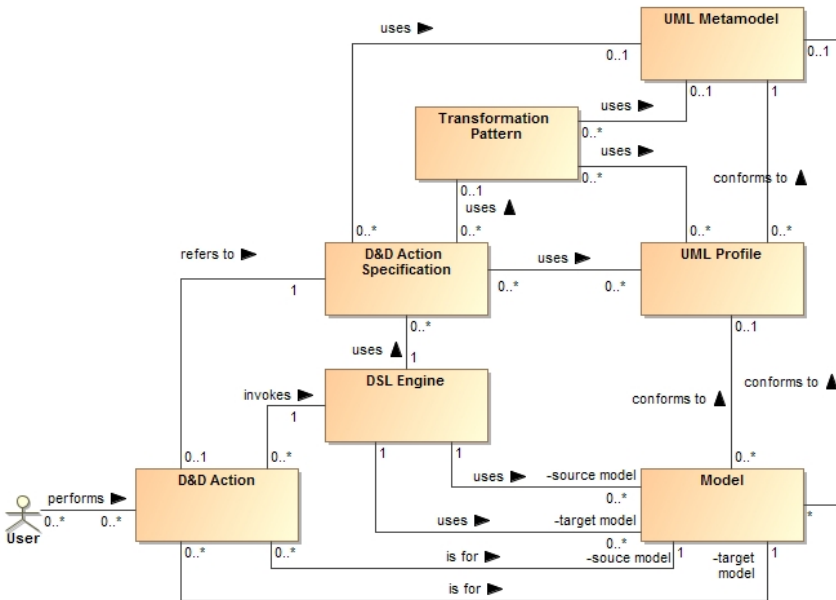 UML Metamodel
uses ►
0..1
0..1
0..1
1
Transformation
Pattern
uses ►
0..*
uses ►
0..*
conforms to ▲
0..1
uses ▲
0..*
0..*
0..*
0..*
refers to ►
D&D Action
Specification
uses ►
UML Profile
1
0..*
0..*
0..*
0..1
uses ▲
1
DSL Engine
invokes ►
1
conforms to ▲
conforms to ▲
1
1
0..1
0..*
0..*
D&D Action
uses ►
-source model
Model
performs ►
0..*
0..*
0..*
User
uses ►
-target model
*
0..*
0..*
0..*
is for ►
-souce model
1
-target
model
1
is for ►